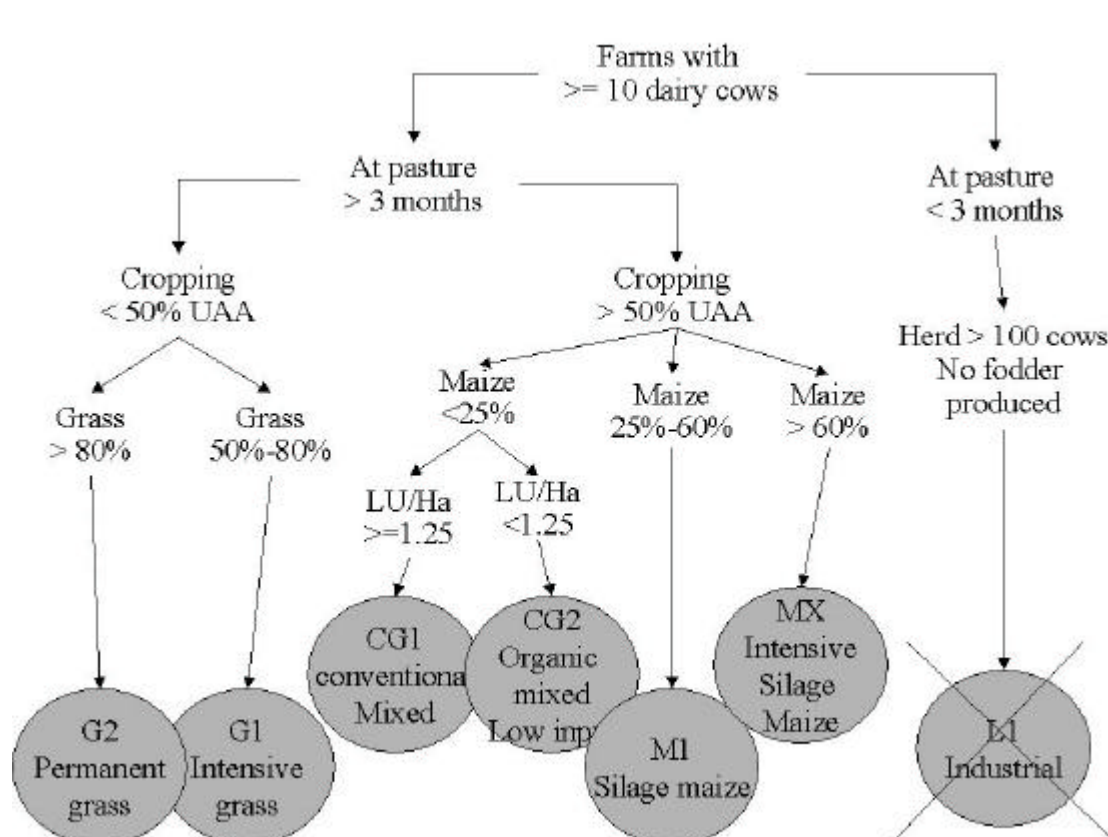 Farms with
>= 10 dairy cows
At pasture
> 3 months
At pasture
< 3 months
Cropping
< 50% UAA
Cropping
> 50% UAA
Herd > 100 cows
No fodder
produced
Grass
> 80%
Grass
50%-80%
Maize
<25%
Maize
25%-60%
Maize
> 60%
LU/Ha
>=1.25
LU/Ha
<1.25
G2
Permanent
grass
G1
Intensive
grass
CG1
conventiona
Mixed
CG2
Organic
mixed
Low inpu
M1
Silage maize
MX
Intensive
Silage
Maize
L1
Industrial